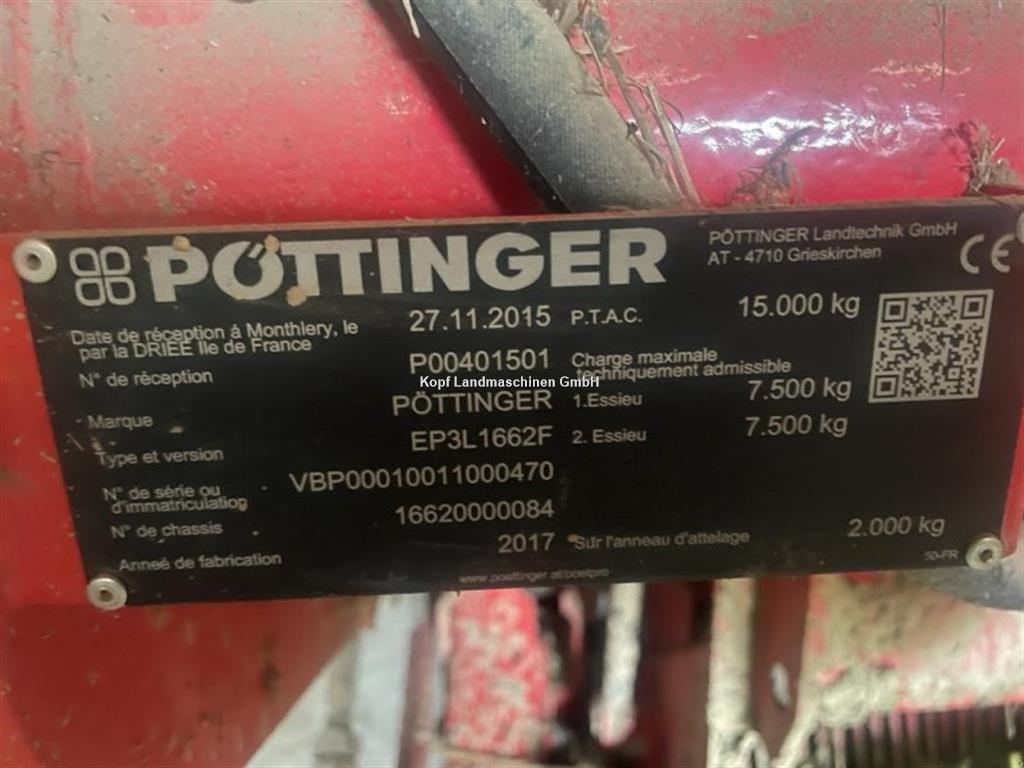 PÖTTINGER
PÖTTINGER Landtechnik GmbH
AT - 4710 Grieskirchen
CE
Date de réception á Monthlery, le
par la DRIEE Ile de France
27.11.2015
P.T.A.C.
15.000 kg
N° de réception
P00401501
Charge maximale
techniquement admissible
Kopf Landmaschinen GmbH
Marque
PÖTTINGER
1.Essieu
7.500 kg
Type et version
EP3L1662F
2. Essieu
7.500 kg
N° de série ou
d'immatriculation
VBP00010011000470
N° de chassis
16620000084
Anneé de fabrication
2017
Sur l'anneau d'attelage
2.000 kg
www.poettinger.at/poetpro
50-FR